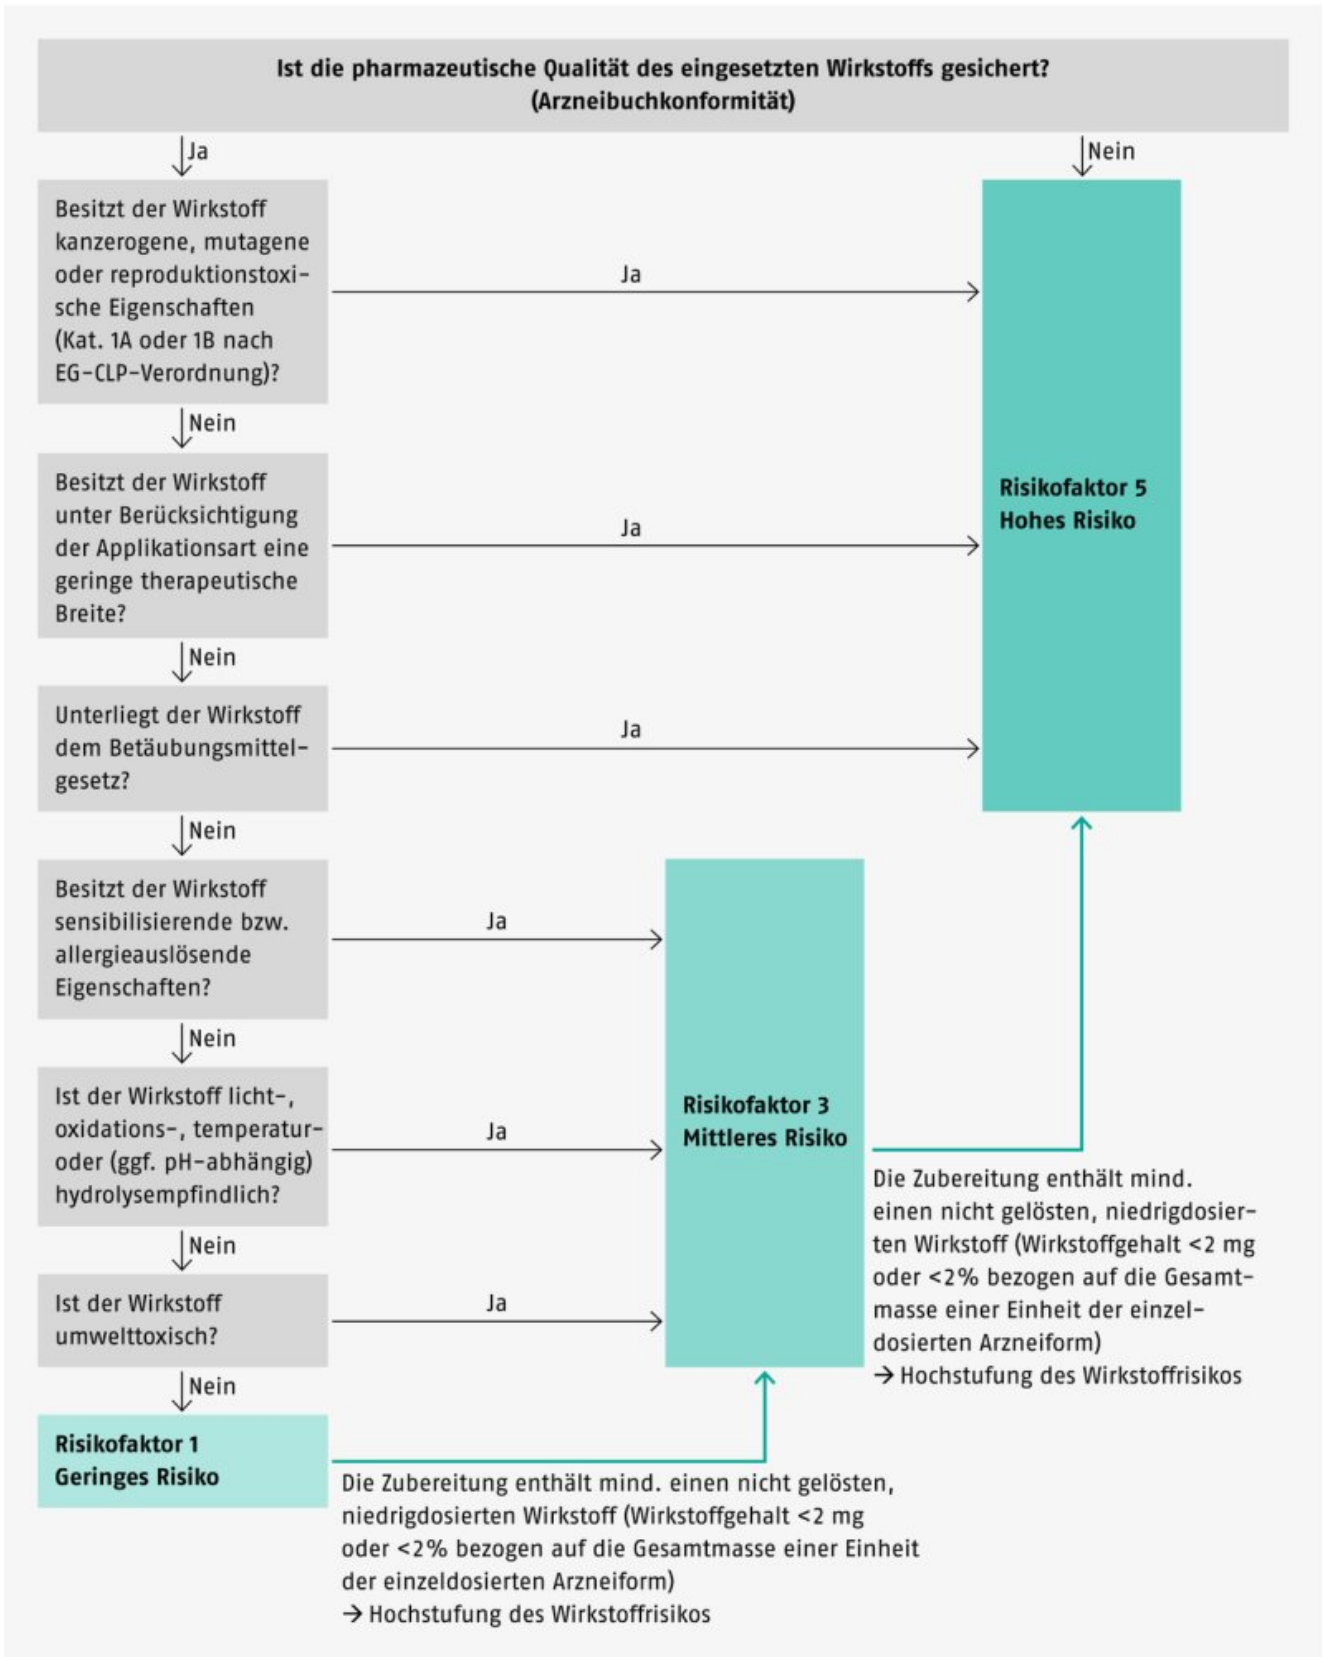 Ist die pharmazeutische Qualität des eingesetzten Wirkstoffs gesichert?
(Arzneibuchkonformität)
Ja
Nein
Besitzt der Wirkstoff
kanzerogene, mutagene
oder reproduktionstoxi-
sche Eigenschaften
(Kat. 1A oder 1B nach
EG-CLP-Verordnung)?
Ja
Nein
Besitzt der Wirkstoff
unter Berücksichtigung
der Applikationsart eine
geringe therapeutische
Breite?
Ja
Risikofaktor 5
Hohes Risiko
Nein
Unterliegt der Wirkstoff
dem Betäubungsmittel-
gesetz?
Ja
Nein
Besitzt der Wirkstoff
sensibilisierende bzw.
allergieauslösende
Eigenschaften?
Ja
Nein
Ist der Wirkstoff licht-,
oxidations-, temperatur-
oder (ggf. pH-abhängig)
hydrolysempfindlich?
Ja
Risikofaktor 3
Mittleres Risiko
Die Zubereitung enthält mind.
einen nicht gelösten, niedrigdosier-
ten Wirkstoff (Wirkstoffgehalt <2 mg
oder <2% bezogen auf die Gesamt-
masse einer Einheit der einzel-
dosierten Arzneiform)
→ Hochstufung des Wirkstoffrisikos
Nein
Ist der Wirkstoff
umwelttoxisch?
Ja
Nein
Risikofaktor 1
Geringes Risiko
Die Zubereitung enthält mind. einen nicht gelösten,
niedrigdosierten Wirkstoff (Wirkstoffgehalt <2 mg
oder <2% bezogen auf die Gesamtmasse einer Einheit
der einzeldosierten Arzneiform)
→ Hochstufung des Wirkstoffrisikos